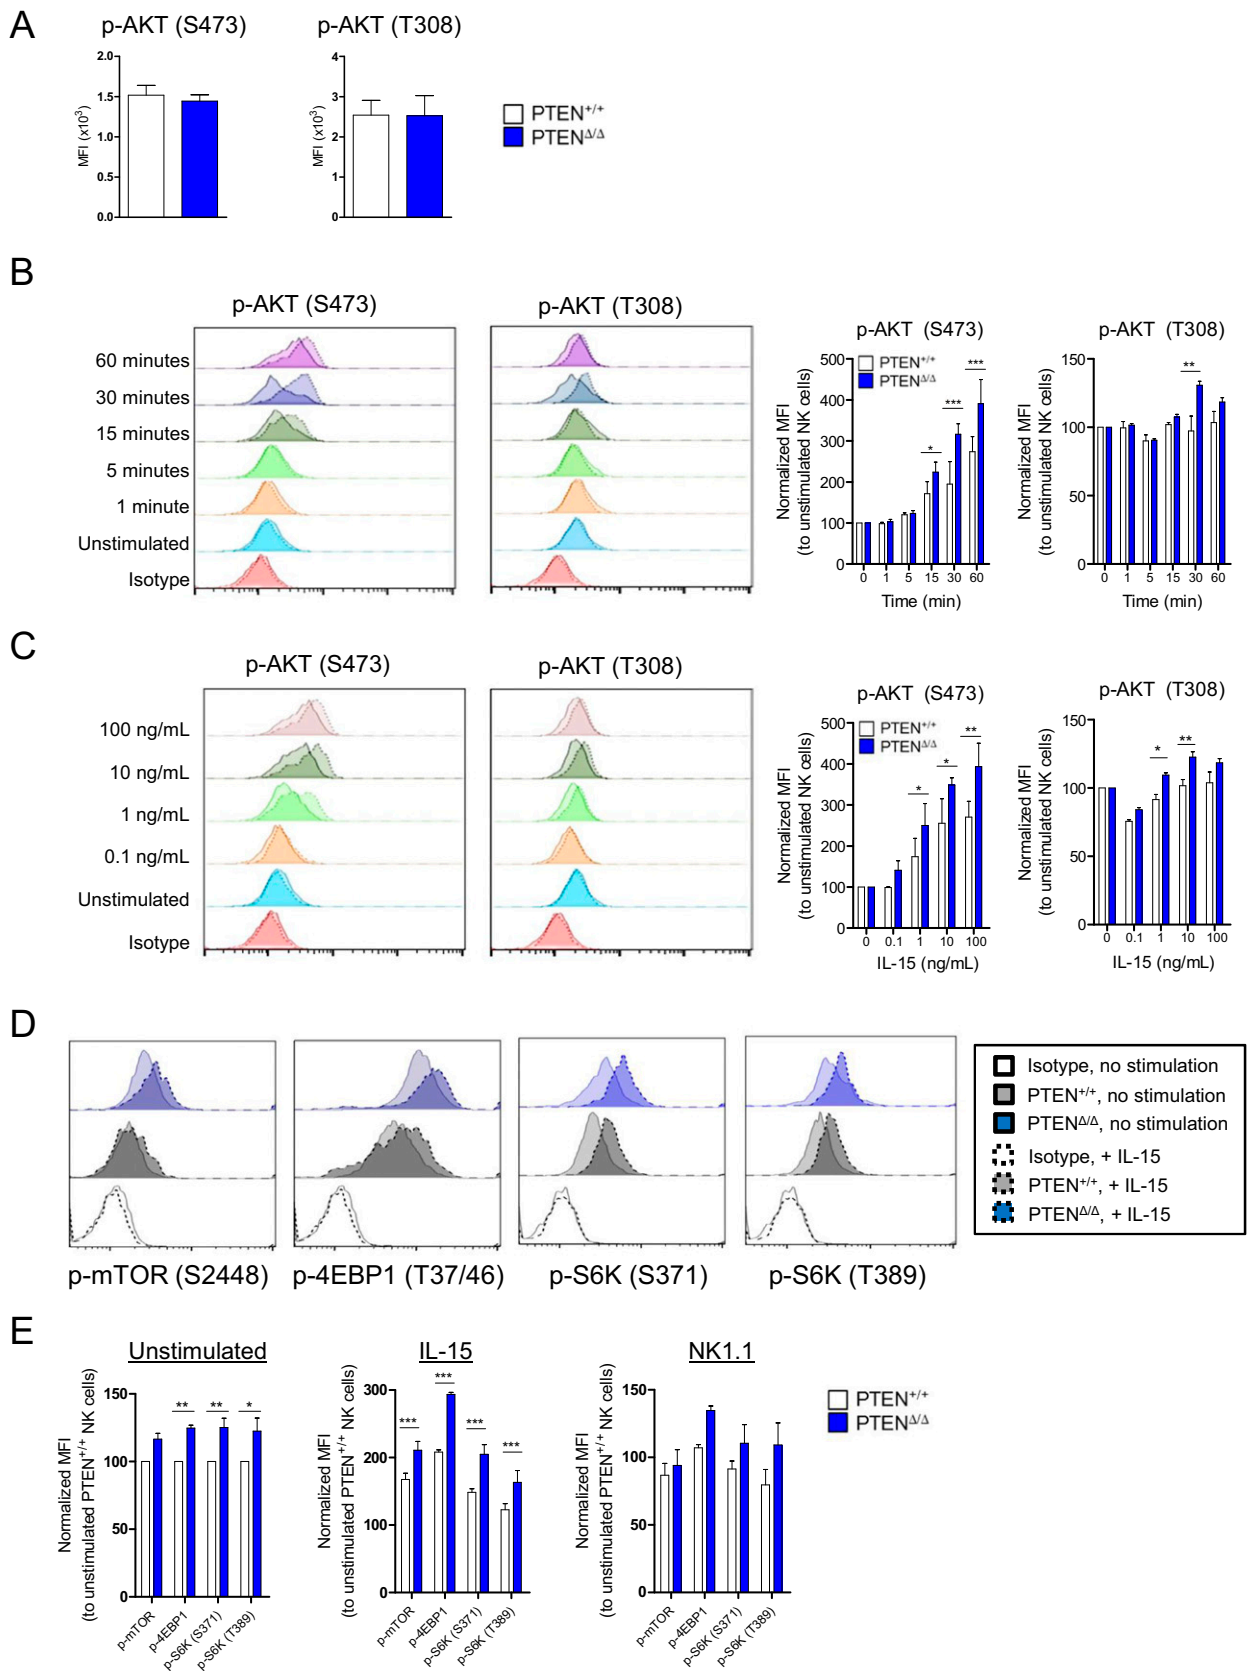 A
p-AKT (S473)
p-AKT (T308)
MFI (x10³)
2.0
1.5
1.0
0.5
0.0
MFI (x10³)
4
3
2
1
0
PTEN+/+
PTENΔ/Δ
B
p-AKT (S473)
p-AKT (T308)
60 minutes
30 minutes
15 minutes
5 minutes
1 minute
Unstimulated
Isotype
p-AKT (S473)
Normalized MFI
(to unstimulated NK cells)
500
400
300
200
100
0
PTEN+/+
PTENΔ/Δ
*
***
***
0 1 5 15 30 60
Time (min)
p-AKT (T308)
Normalized MFI
(to unstimulated NK cells)
150
100
50
0
**
0 1 5 15 30 60
Time (min)
C
p-AKT (S473)
p-AKT (T308)
100 ng/mL
10 ng/mL
1 ng/mL
0.1 ng/mL
Unstimulated
Isotype
p-AKT (S473)
Normalized MFI
(to unstimulated NK cells)
500
400
300
200
100
0
PTEN+/+
PTENΔ/Δ
*
*
**
0 0.1 1 10 100
IL-15 (ng/mL)
p-AKT (T308)
Normalized MFI
(to unstimulated NK cells)
150
100
50
0
*
**
0 0.1 1 10 100
IL-15 (ng/mL)
D
p-mTOR (S2448)
p-4EBP1 (T37/46)
p-S6K (S371)
p-S6K (T389)
Isotype, no stimulation
PTEN+/+, no stimulation
PTENΔ/Δ, no stimulation
Isotype, + IL-15
PTEN+/+, + IL-15
PTENΔ/Δ, + IL-15
E
Unstimulated
Normalized MFI
(to unstimulated PTEN+/+ NK cells)
150
100
50
0
**
**
*
p-mTOR
p-4EBP1
p-S6K (S371)
p-S6K (T389)
IL-15
Normalized MFI
(to unstimulated PTEN+/+ NK cells)
300
200
100
0
***
***
***
***
p-mTOR
p-4EBP1
p-S6K (S371)
p-S6K (T389)
NK1.1
Normalized MFI
(to unstimulated PTEN+/+ NK cells)
150
100
50
0
p-mTOR
p-4EBP1
p-S6K (S371)
p-S6K (T389)
PTEN+/+
PTENΔ/Δ